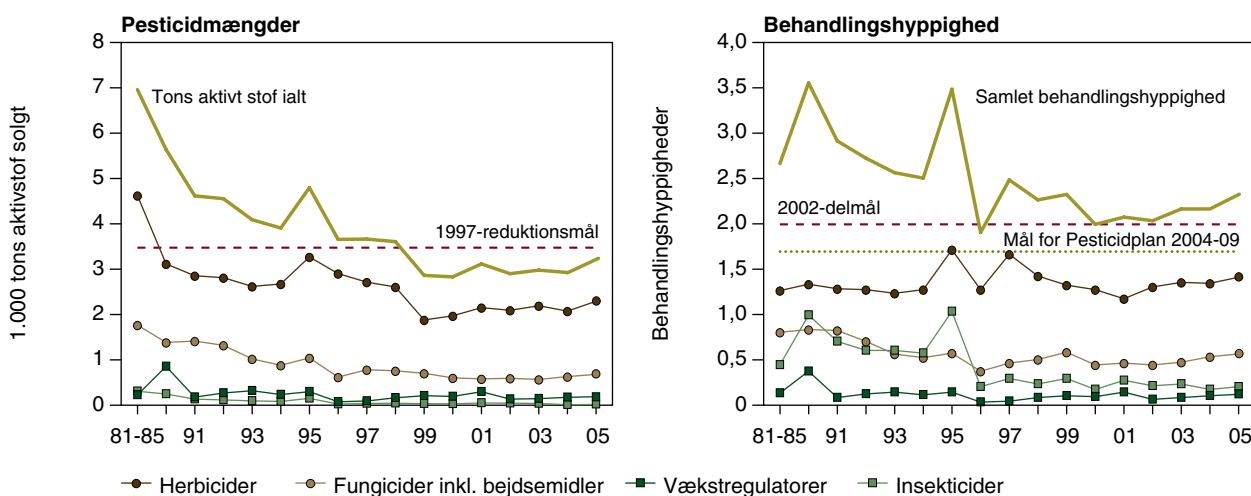 Pesticidmængder
8
7
6
5
4
3
2
1
0
1.000 tons aktivstof solgt
Tons aktivt stof ialt
1997-reduktionsmål
81-85 91 93 95 97 99 01 03 05
Behandlingshyppighed
4,0
3,5
3,0
2,5
2,0
1,5
1,0
0,5
0,0
Behandlingshyppigheder
Samlet behandlingshyppighed
2002-delmål
Mål for Pesticidplan 2004-09
81-85 91 93 95 97 99 01 03 05
Herbicider Fungicider inkl. bejdsemidler Vækstregulatorer Insekticider